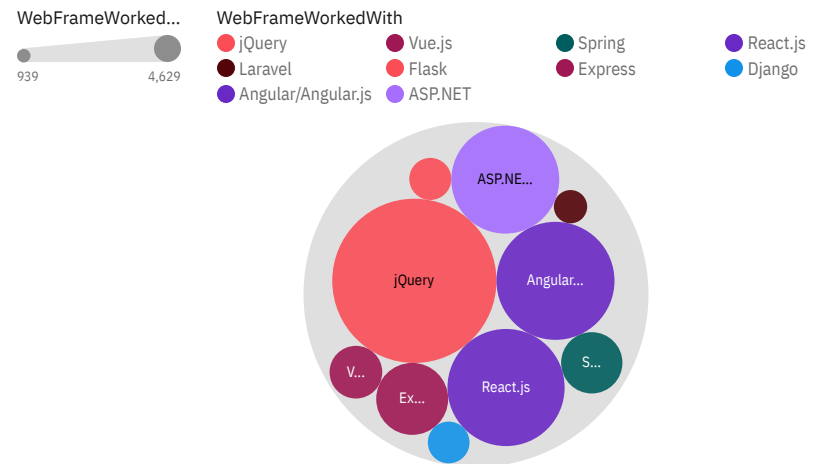 WebFrameWorked...
939
4,629
WebFrameWorkedWith
jQuery
Vue.js
Spring
React.js
Laravel
Flask
Express
Django
Angular/Angular.js
ASP.NET
ASP.NE...
jQuery
Angular...
S...
V...
React.js
Ex...